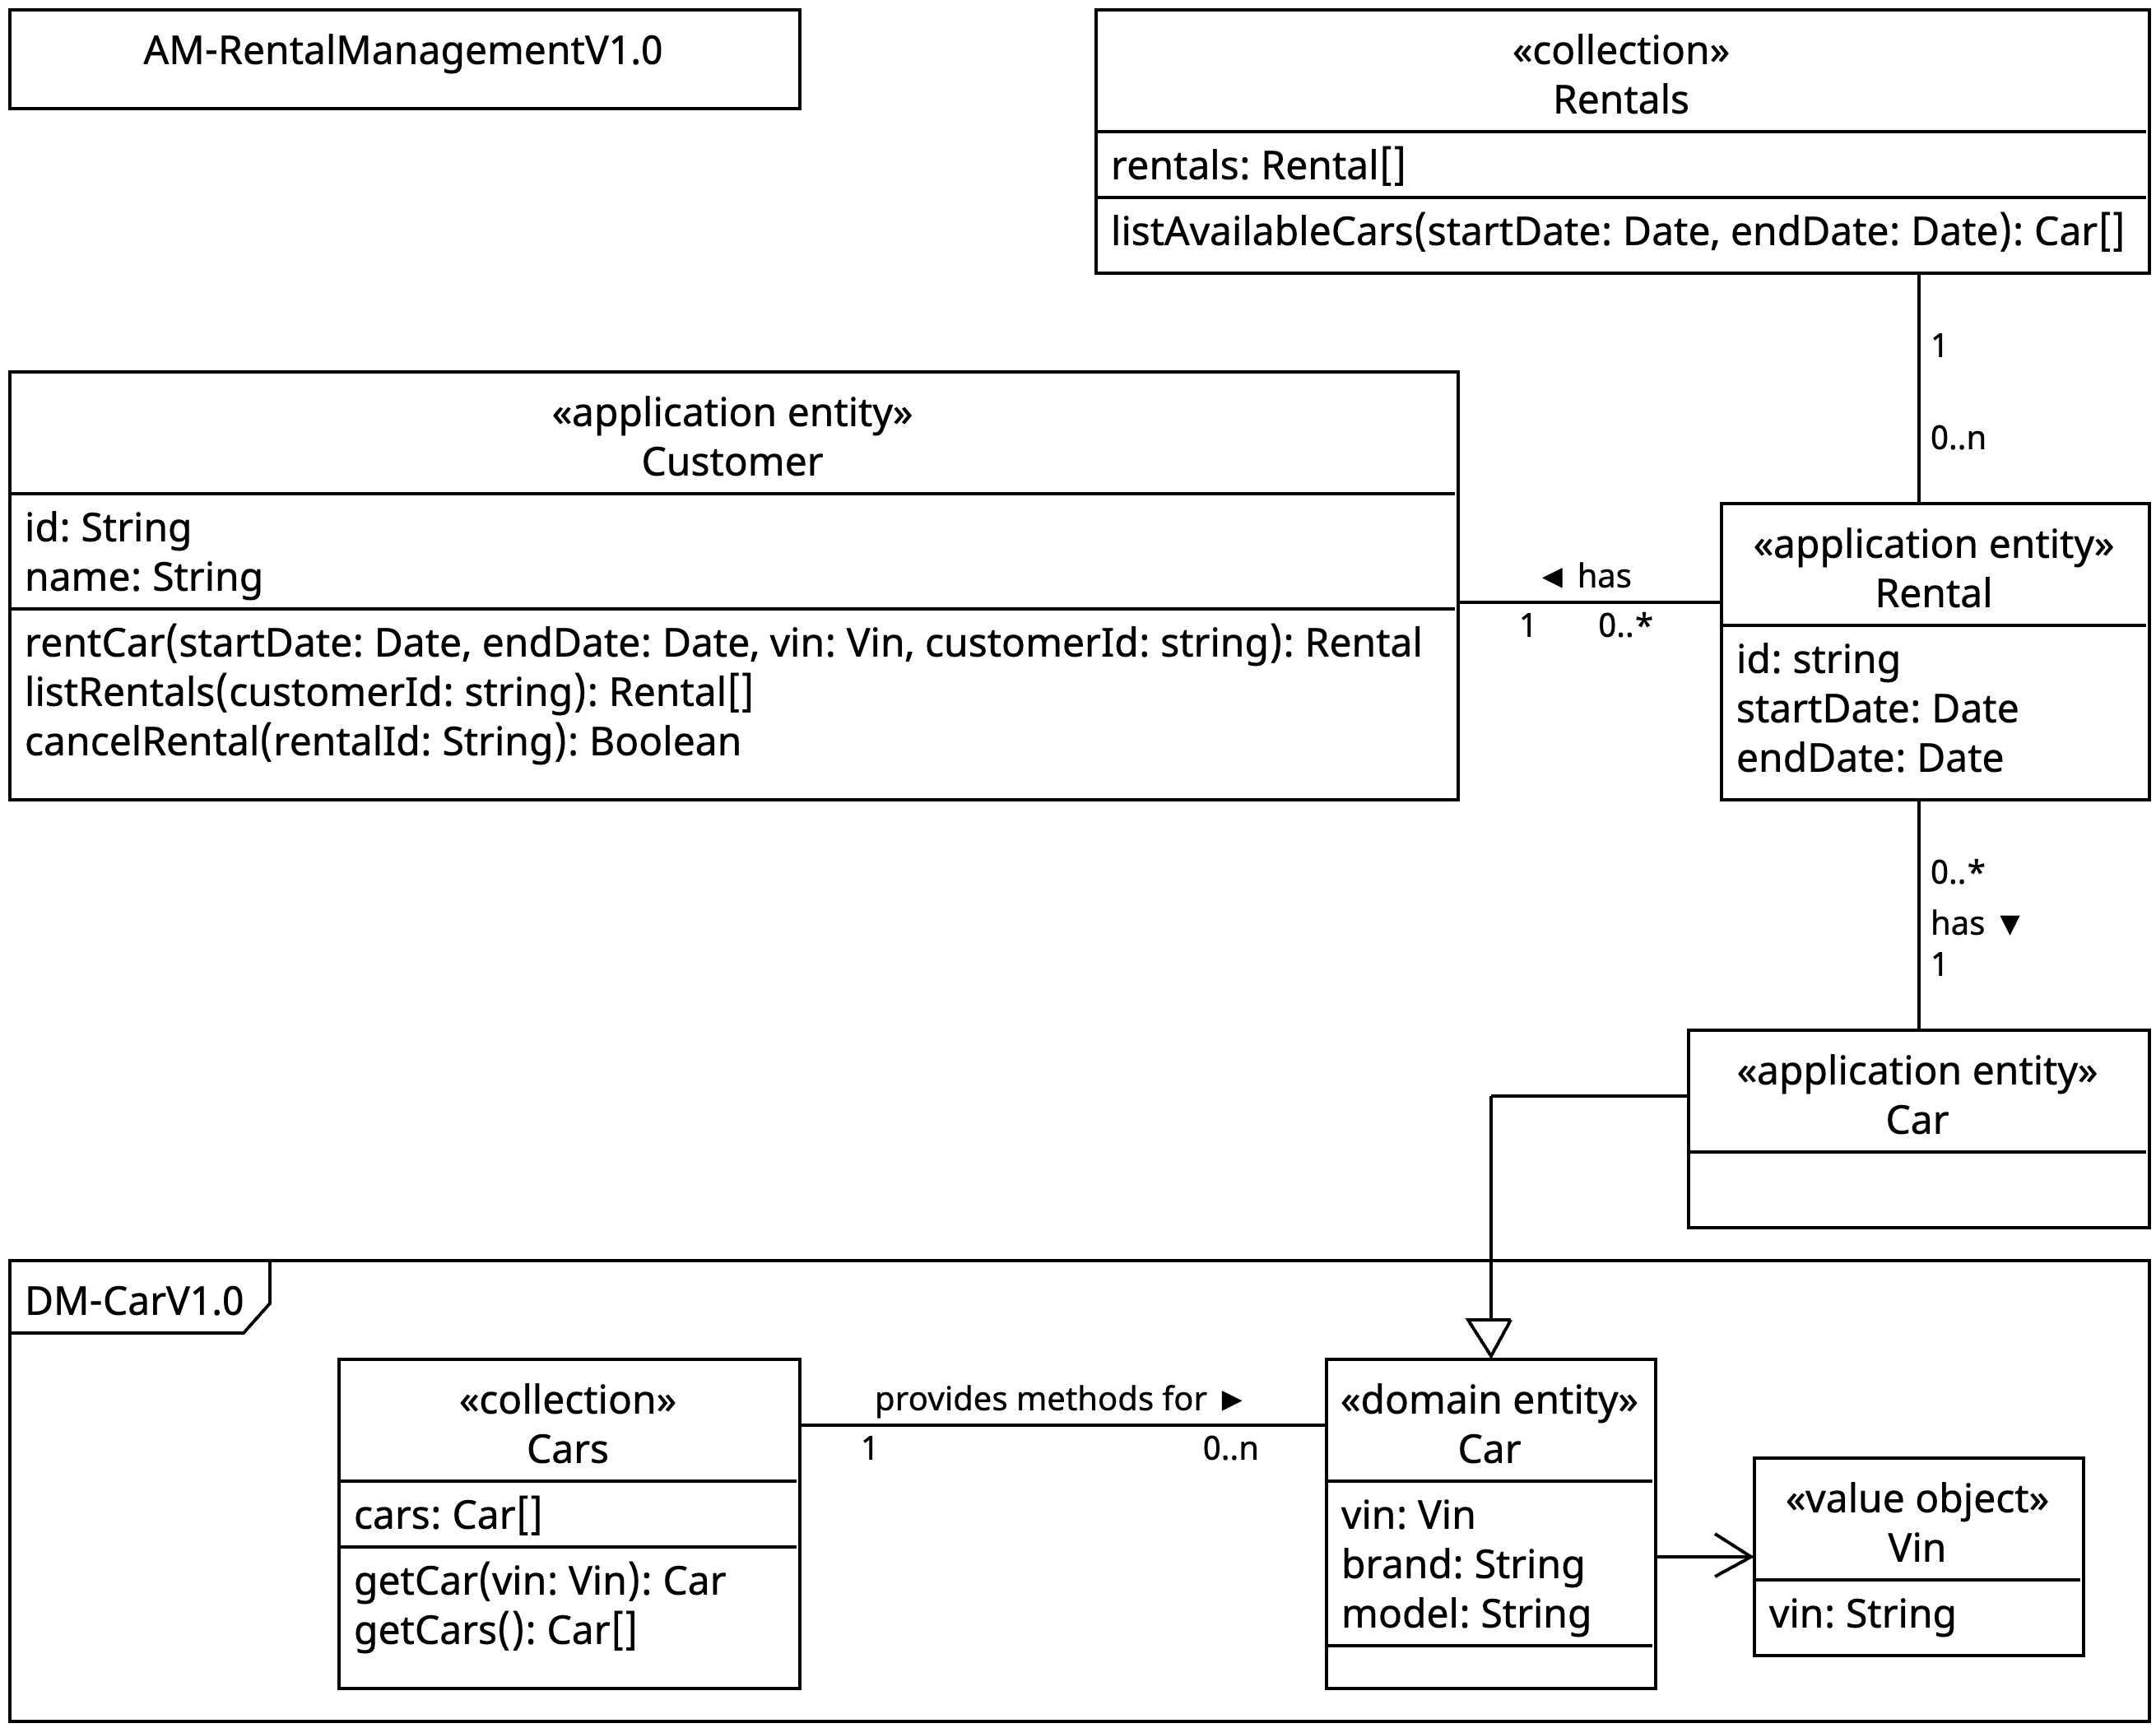 AM-RentalManagementV1.0
«collection»
Rentals
rentals: Rental[]
listAvailableCars(startDate: Date, endDate: Date): Car[]
1
0..n
«application entity»
Customer
id: String
name: String
rentCar(startDate: Date, endDate: Date, vin: Vin, customerId: string): Rental
listRentals(customerId: string): Rental[]
cancelRental(rentalId: String): Boolean
◄ has
1 0..*
«application entity»
Rental
id: string
startDate: Date
endDate: Date
0..*
has ▼
1
«application entity»
Car
DM-CarV1.0
«collection»
Cars
cars: Car[]
getCar(vin: Vin): Car
getCars(): Car[]
provides methods for ►
1 0..n
«domain entity»
Car
vin: Vin
brand: String
model: String
«value object»
Vin
vin: String